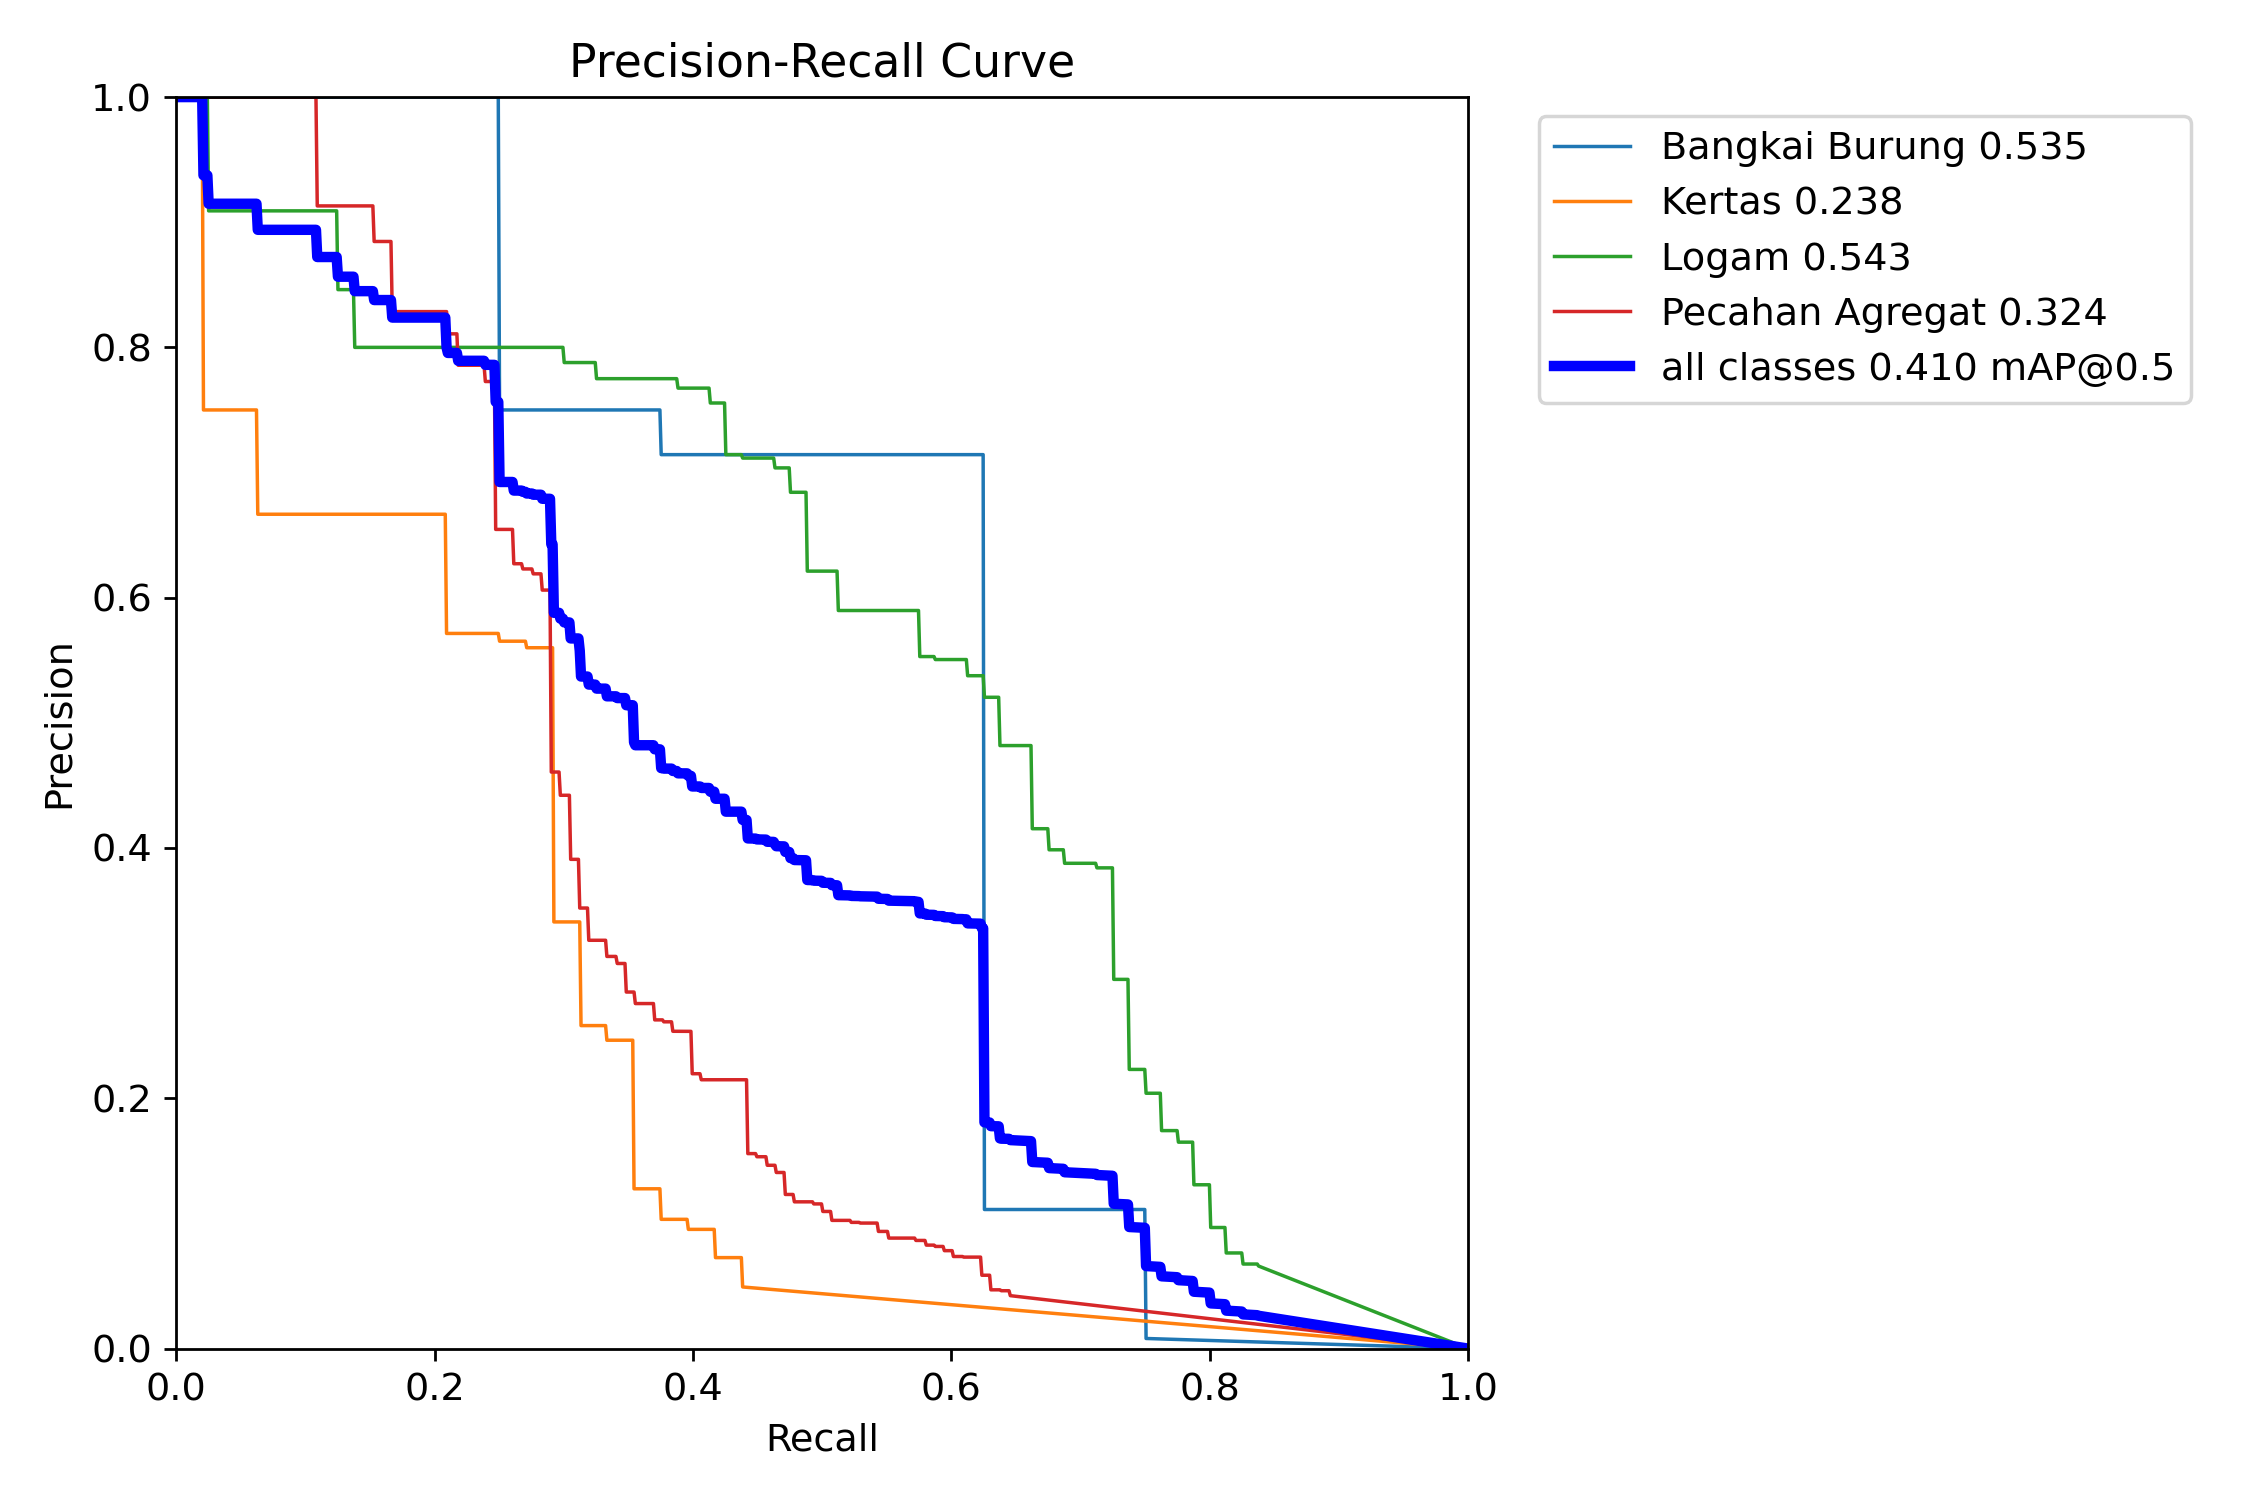 Precision-Recall Curve
1.0
0.8
0.6
0.4
0.2
0.0
Precision
0.0 0.2 0.4 0.6 0.8 1.0
Recall
Bangkai Burung 0.535
Kertas 0.238
Logam 0.543
Pecahan Agregat 0.324
all classes 0.410 mAP@0.5